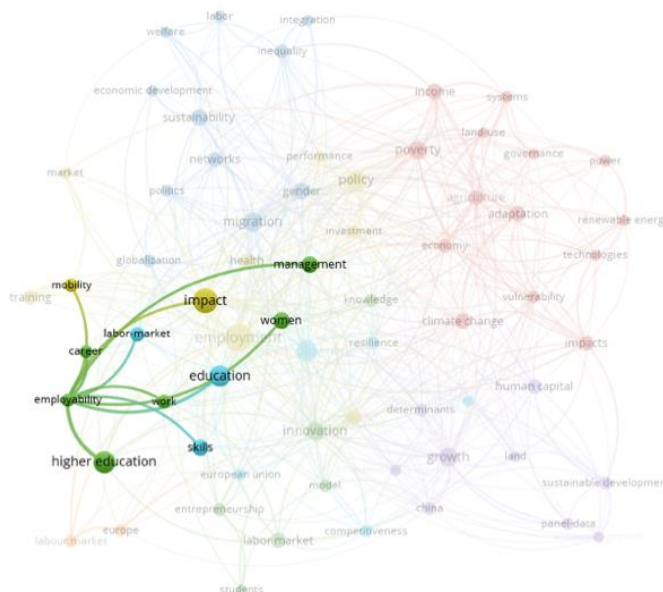 labor
integration
welfare
inequality
economic development
income
systems
sustainability
land-use
networks
performance
poverty
governance
power
market
policy
politics
gender
agriculture
migration
adaptation
renewable energ
investment
economy
globalization
health
management
technologies
mobility
training
impact
knowledge
vulnerability
women
climate change
labor-market
employment
resilience
impacts
career
education
human capital
employability
work
determinants
innovation
skills
higher education
growth
land
european union
model
sustainable developmen
entrepreneurship
china
europe
labour market
labor market
competitiveness
panel-data
students